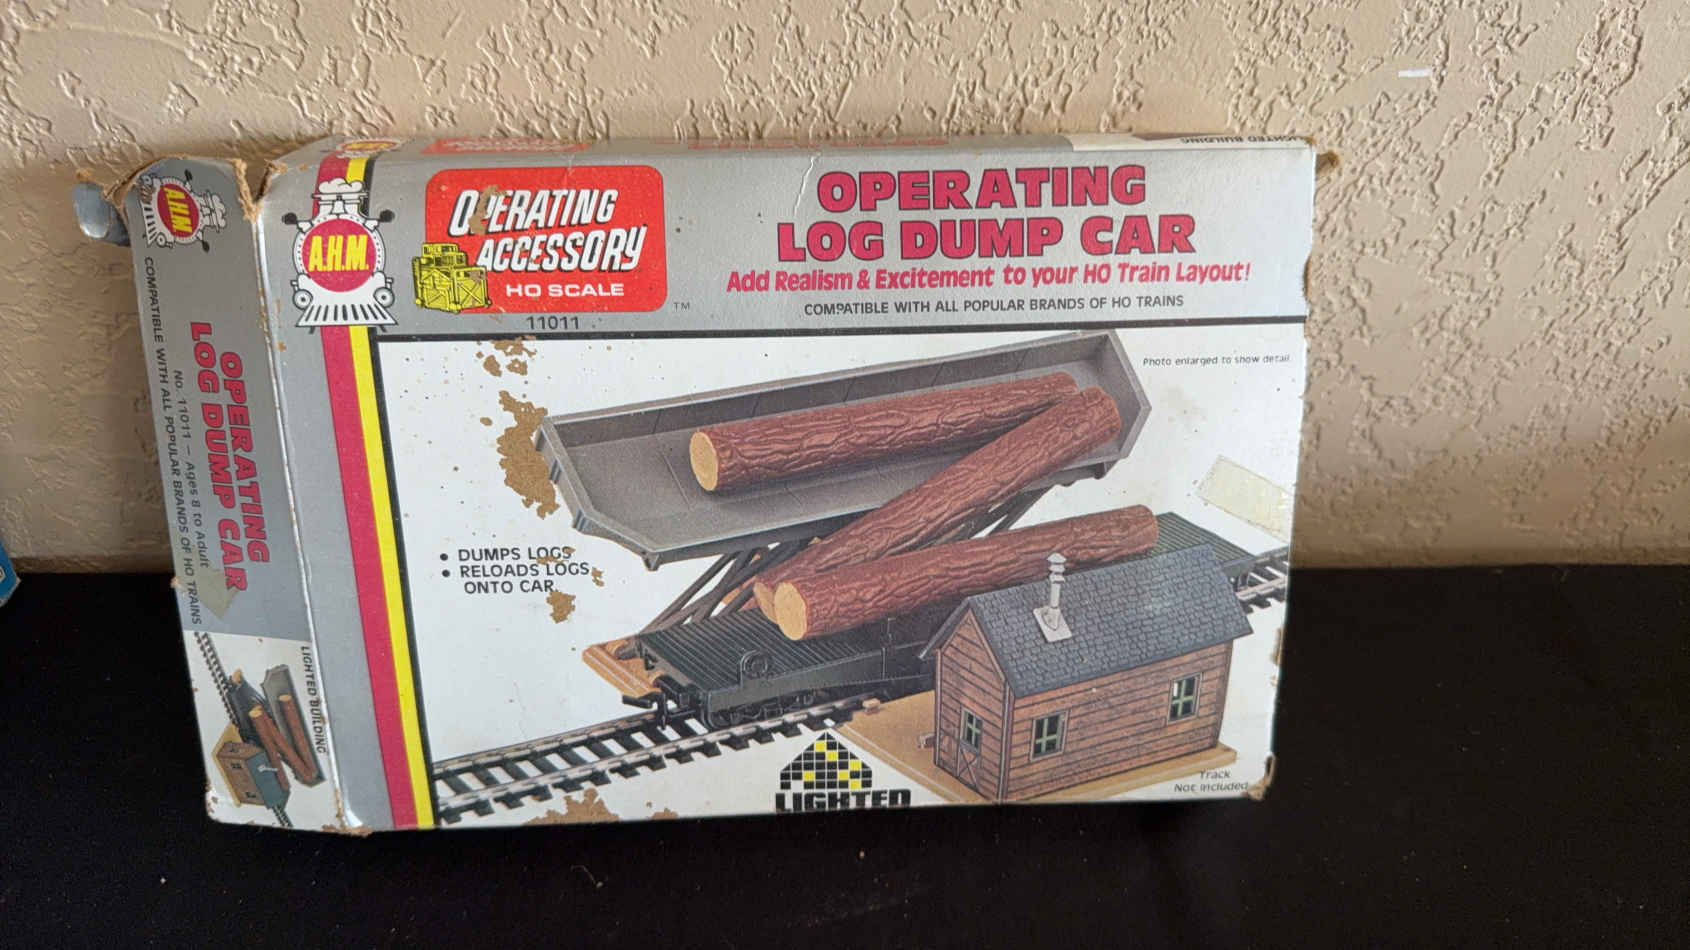 A.H.M.
COMPATIBLE WITH ALL POPULAR BRANDS OF HO TRAINS
No. 11011 – Ages 8 to Adult
OPERATING
LOG DUMP CAR
LIGHTED BUILDING
LIGHTED BUILDING
A.H.M.
OPERATING
ACCESSORY
HO SCALE
TM
11011
OPERATING
LOG DUMP CAR
Add Realism & Excitement to your HO Train Layout!
COMPATIBLE WITH ALL POPULAR BRANDS OF HO TRAINS
Photo enlarged to show detail.
• DUMPS LOGS
• RELOADS LOGS
ONTO CAR.
LIGHTED
Track
Not included